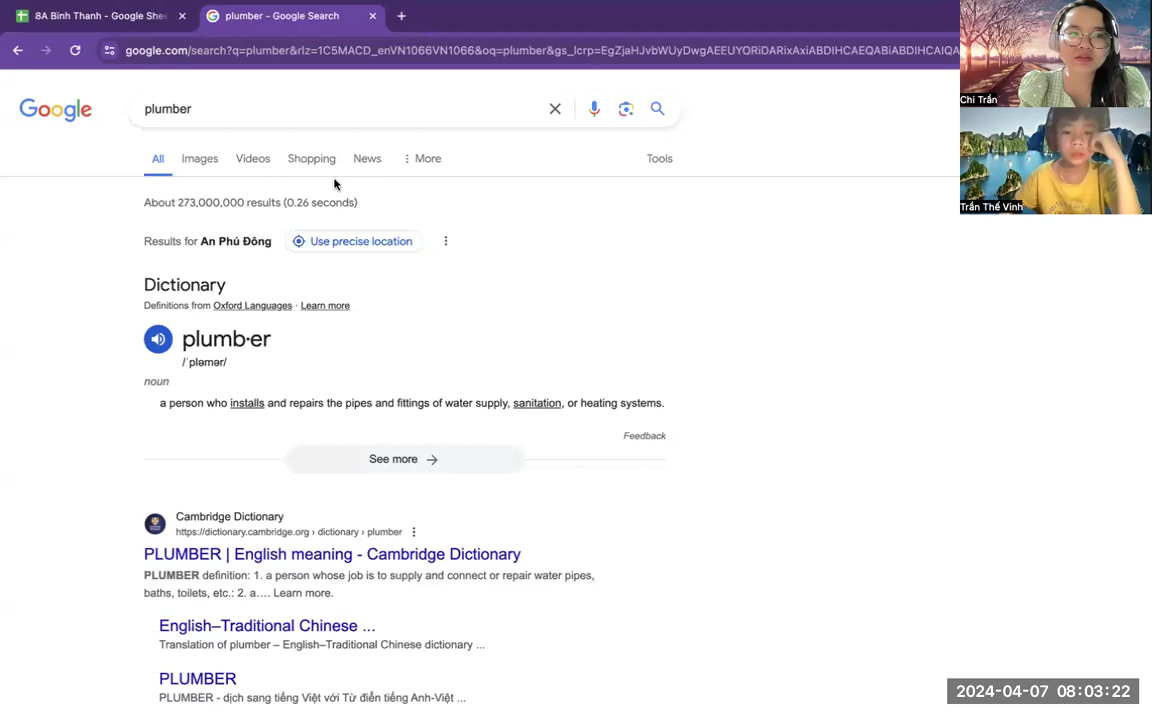 8A Binh Thanh - Google She
plumber - Google Search
google.com/search?q=plumber&rlz=1C5MACD_enVN1066VN1066&oq=plumber&gs_lcrp=EgZjaHJvbWUyDwgAEEUYORiDARixAxiABDIHCAEQABiABDIHCAIQA
Google
plumber
All Images Videos Shopping News More Tools
About 273,000,000 results (0.26 seconds)
Results for An Phú Đông Use precise location
Dictionary
Definitions from Oxford Languages · Learn more
plumb·er
/ˈpləmər/
noun
a person who installs and repairs the pipes and fittings of water supply, sanitation, or heating systems.
Feedback
See more
Cambridge Dictionary
https://dictionary.cambridge.org › dictionary › plumber
PLUMBER | English meaning - Cambridge Dictionary
PLUMBER definition: 1. a person whose job is to supply and connect or repair water pipes,
baths, toilets, etc.: 2. a…. Learn more.
English–Traditional Chinese ...
Translation of plumber – English–Traditional Chinese dictionary ...
PLUMBER
PLUMBER - dịch sang tiếng Việt với Từ điển tiếng Anh-Việt ...
Chi Trần
Trần Thế Vinh
2024-04-07 08:03:22